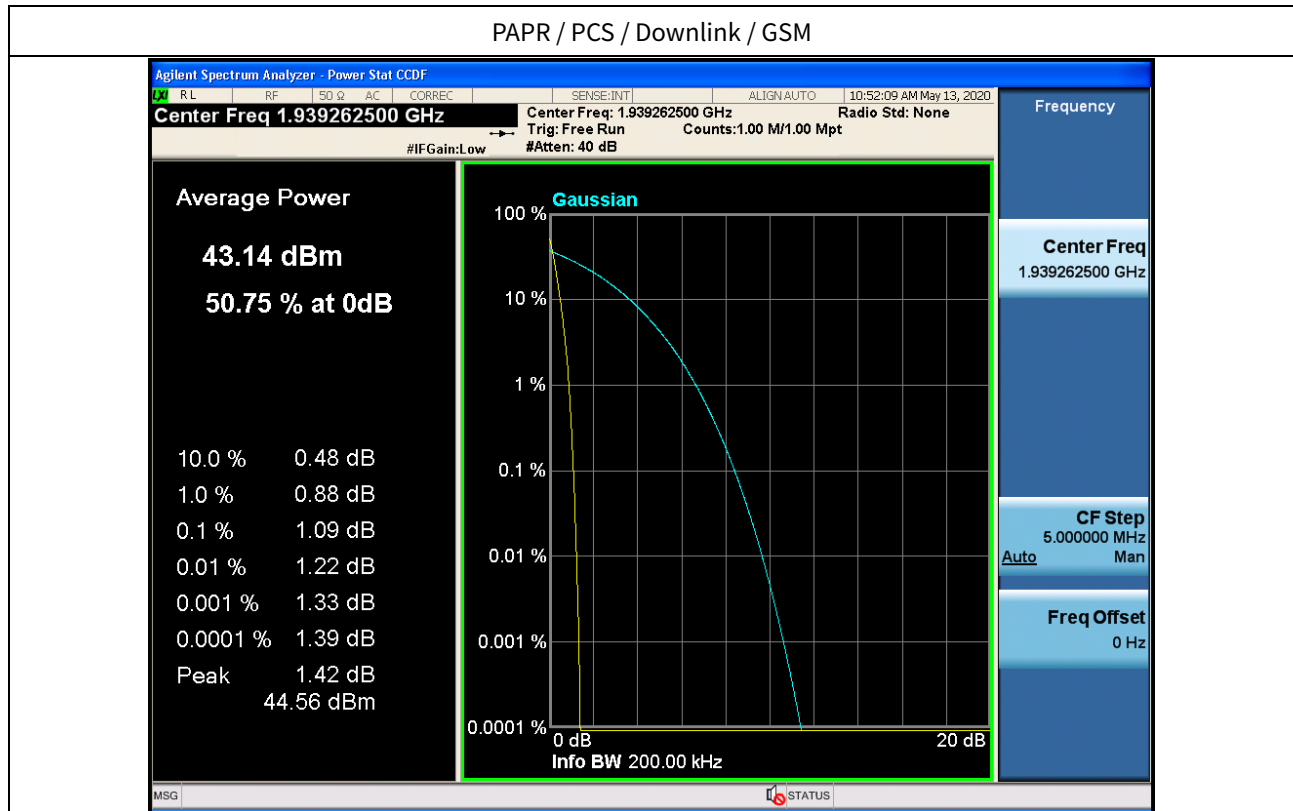 PAPR / PCS / Downlink / GSM
Agilent Spectrum Analyzer - Power Stat CCDF
LXI RL RF 50 Ω AC CORREC SENSE:INT ALIGN AUTO 10:52:09 AM May 13, 2020
Center Freq 1.939262500 GHz
#IFGain:Low
Center Freq: 1.939262500 GHz Radio Std: None
Trig: Free Run Counts:1.00 M/1.00 Mpt
#Atten: 40 dB
Average Power
43.14 dBm
50.75 % at 0dB
10.0 % 0.48 dB
1.0 % 0.88 dB
0.1 % 1.09 dB
0.01 % 1.22 dB
0.001 % 1.33 dB
0.0001 % 1.39 dB
Peak 1.42 dB
44.56 dBm
Gaussian
100 %
10 %
1 %
0.1 %
0.01 %
0.001 %
0.0001 %
0 dB 20 dB
Info BW 200.00 kHz
Frequency
Center Freq
1.939262500 GHz
CF Step
5.000000 MHz
Auto Man
Freq Offset
0 Hz
MSG STATUS